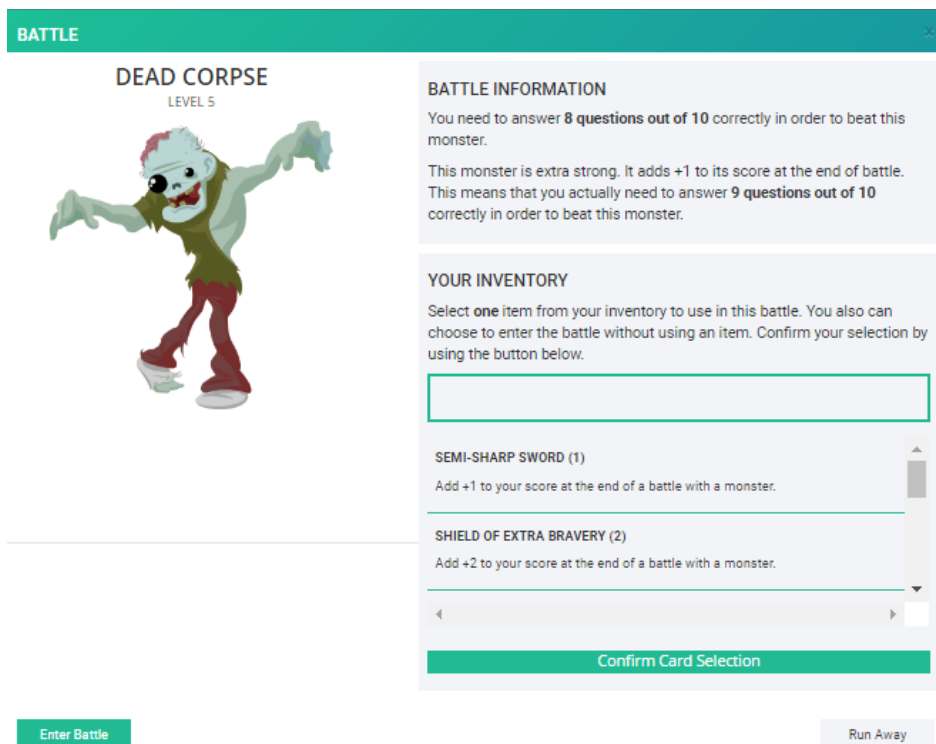 BATTLE
×
DEAD CORPSE
LEVEL 5
BATTLE INFORMATION
You need to answer 8 questions out of 10 correctly in order to beat this
monster.
This monster is extra strong. It adds +1 to its score at the end of battle.
This means that you actually need to answer 9 questions out of 10
correctly in order to beat this monster.
YOUR INVENTORY
Select one item from your inventory to use in this battle. You also can
choose to enter the battle without using an item. Confirm your selection by
using the button below.
SEMI-SHARP SWORD (1)
Add +1 to your score at the end of a battle with a monster.
SHIELD OF EXTRA BRAVERY (2)
Add +2 to your score at the end of a battle with a monster.
Confirm Card Selection
Enter Battle
Run Away